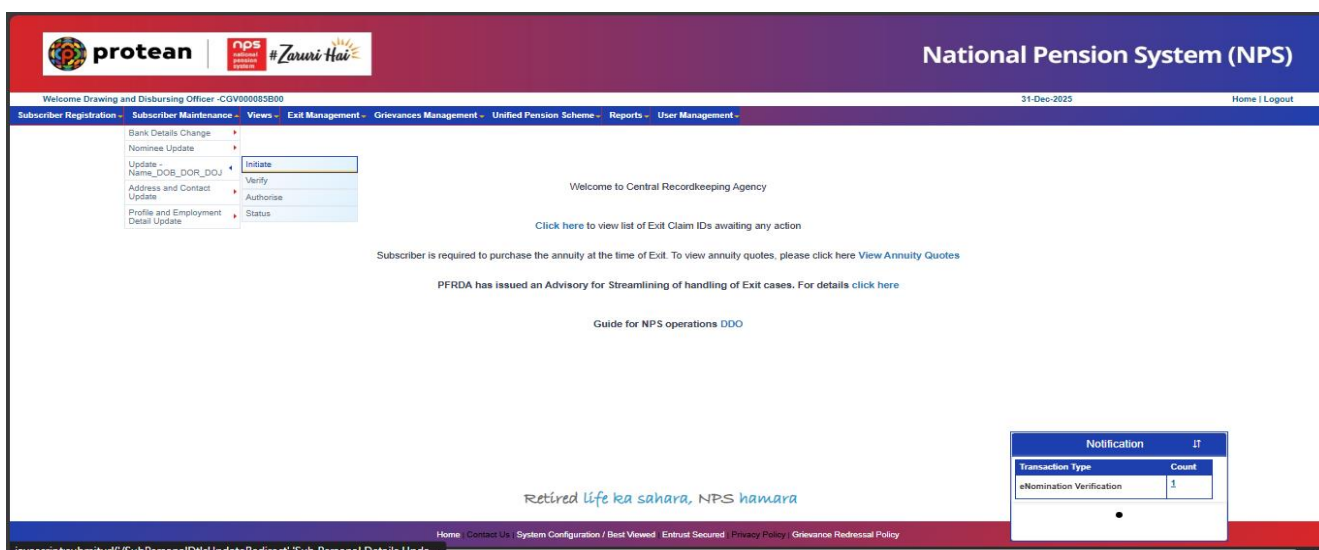 protean
nps
national
pension
system
#Zaruri Hai
National Pension System (NPS)
Welcome Drawing and Disbursing Officer -CGV000085B00
31-Dec-2025
Home | Logout
Subscriber Registration Subscriber Maintenance Views Exit Management Grievances Management Unified Pension Scheme Reports User Management
Bank Details Change
Nominee Update
Update -
Name_DOB_DOR_DOJ
Address and Contact
Update
Profile and Employment
Detail Update
Initiate
Verify
Authorise
Status
Welcome to Central Recordkeeping Agency
Click here to view list of Exit Claim IDs awaiting any action
Subscriber is required to purchase the annuity at the time of Exit. To view annuity quotes, please click here View Annuity Quotes
PFRDA has issued an Advisory for Streamlining of handling of Exit cases. For details click here
Guide for NPS operations DDO
Notification
Transaction Type Count
eNomination Verification 1
Retired life ka sahara, NPS hamara
Home | Contact Us | System Configuration / Best Viewed | Entrust Secured | Privacy Policy | Grievance Redressal Policy